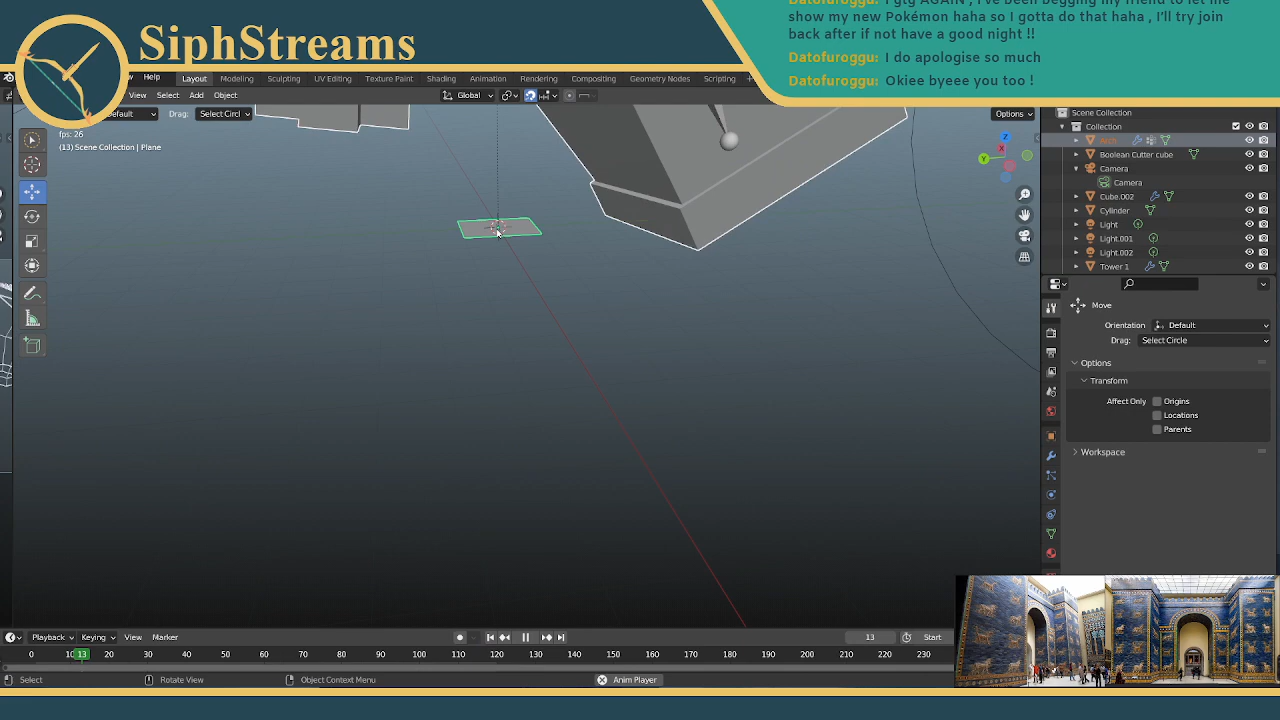 Datofuroggu: I gtg AGAIN , I've been begging my friend to let me
show my new Pokémon haha so I gotta do that haha , I'll try join
back after if not have a good night !!
Datofuroggu: I do apologise so much
Datofuroggu: Okiee byeee you too !
SiphStreams
Window Help Layout Modeling Sculpting UV Editing Texture Paint Shading Animation Rendering Compositing Geometry Nodes Scripting
View Select Add Object Global
Default Drag: Select Circl Options
fps: 26
(13) Scene Collection | Plane
Scene Collection
Collection
Arch
Boolean Cutter cube
Camera
Camera
Cube.002
Cylinder
Light
Light.001
Light.002
Tower 1
Z
X
Y
Move
Orientation Default
Drag: Select Circle
Options
Transform
Affect Only Origins
Locations
Parents
Workspace
Playback Keying View Marker 13 Start
0 10 13 20 30 40 50 60 70 80 90 100 110 120 130 140 150 160 170 180 190 200 210 220 230
Select Rotate View Object Context Menu Anim Player